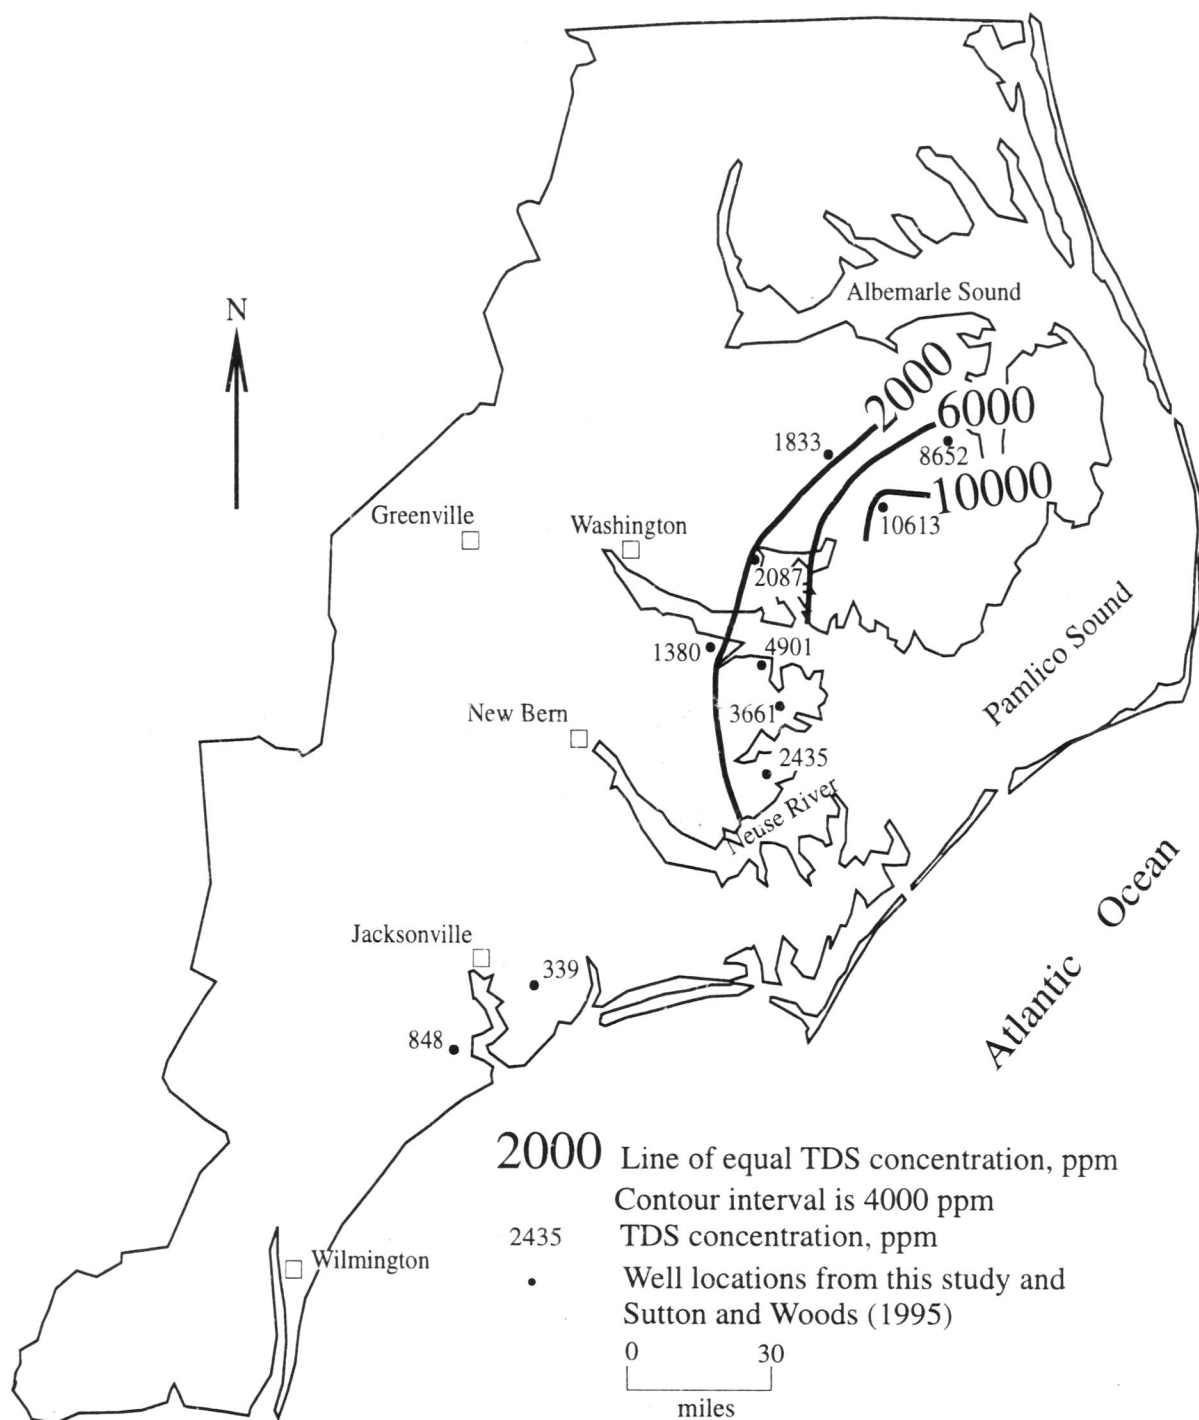 N
Albemarle Sound
2000
6000
1833
8652
10000
10613
Greenville
Washington
2087
1380
4901
3661
New Bern
2435
Neuse River
Pamlico Sound
Jacksonville
339
848
Atlantic Ocean
Wilmington
2000 Line of equal TDS concentration, ppm
Contour interval is 4000 ppm
2435 TDS concentration, ppm
Well locations from this study and
Sutton and Woods (1995)
0 30
miles